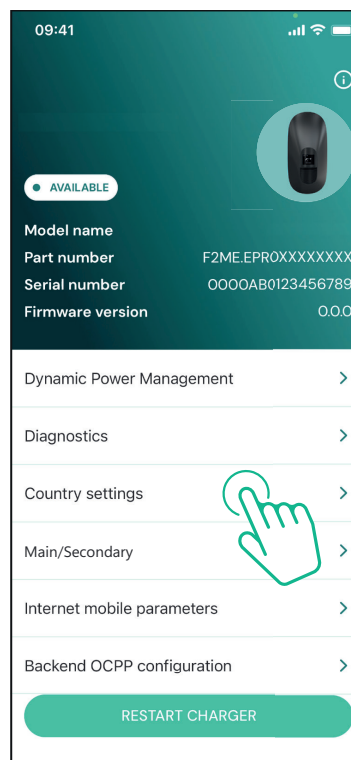 09:41
AVAILABLE
Model name
Part number F2ME.EPR0XXXXXXXX
Serial number 0000AB0123456789
Firmware version 0.0.0
Dynamic Power Management
Diagnostics
Country settings
Main/Secondary
Internet mobile parameters
Backend OCPP configuration
RESTART CHARGER